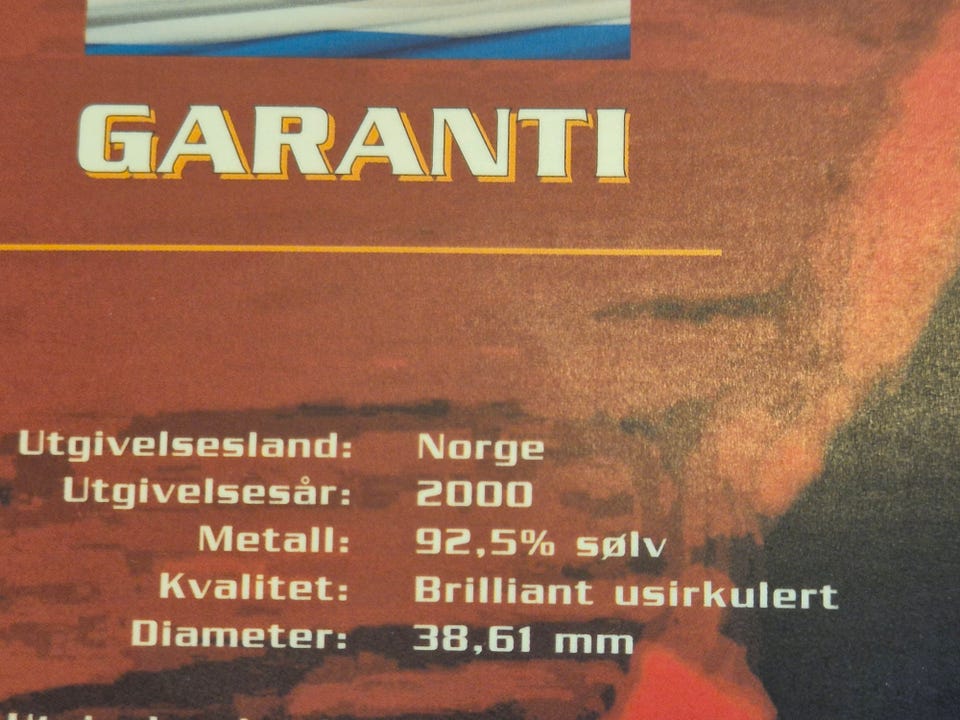 GARANTI
Utgivelsesland: Norge
Utgivelsesår: 2000
Metall: 92,5% sølv
Kvalitet: Brilliant usirkulert
Diameter: 38,61 mm